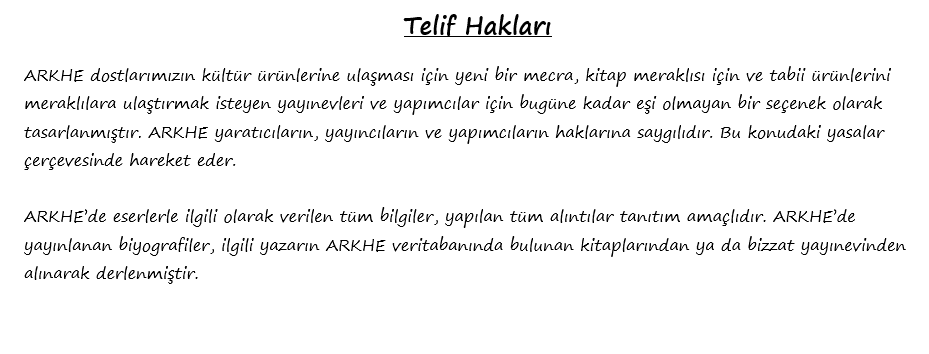 Telif Hakları
ARKHE dostlarımızın kültür ürünlerine ulaşması için yeni bir mecra, kitap meraklısı için ve tabii ürünlerini
meraklılara ulaştırmak isteyen yayınevleri ve yapımcılar için bugüne kadar eşi olmayan bir seçenek olarak
tasarlanmıştır. ARKHE yaratıcıların, yayıncıların ve yapımcıların haklarına saygılıdır. Bu konudaki yasalar
çerçevesinde hareket eder.
ARKHE’de eserlerle ilgili olarak verilen tüm bilgiler, yapılan tüm alıntılar tanıtım amaçlıdır. ARKHE’de
yayınlanan biyografiler, ilgili yazarın ARKHE veritabanında bulunan kitaplarından ya da bizzat yayınevinden
alınarak derlenmiştir.